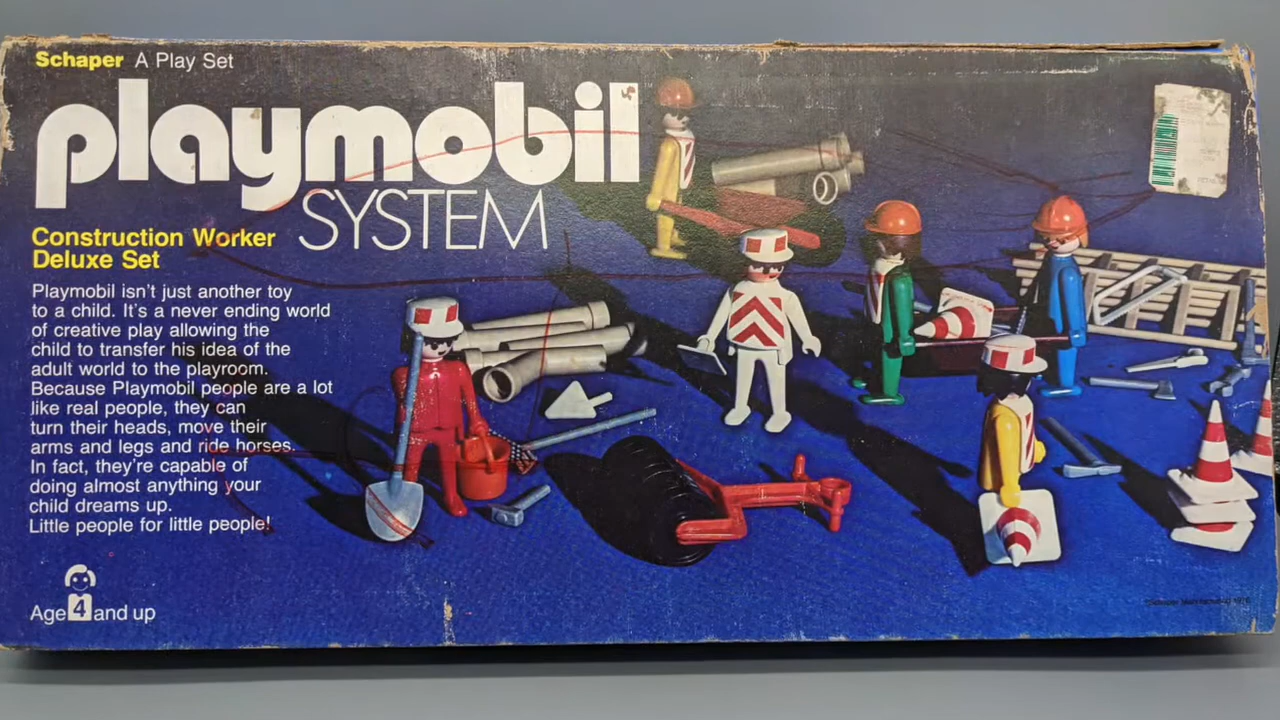 Schaper A Play Set
playmobil
SYSTEM
Construction Worker
Deluxe Set
Playmobil isn't just another toy
to a child. It's a never ending world
of creative play allowing the
child to transfer his idea of the
adult world to the playroom.
Because Playmobil people are a lot
like real people, they can
turn their heads, move their
arms and legs and ride horses.
In fact, they're capable of
doing almost anything your
child dreams up.
Little people for little people!
Age 4 and up